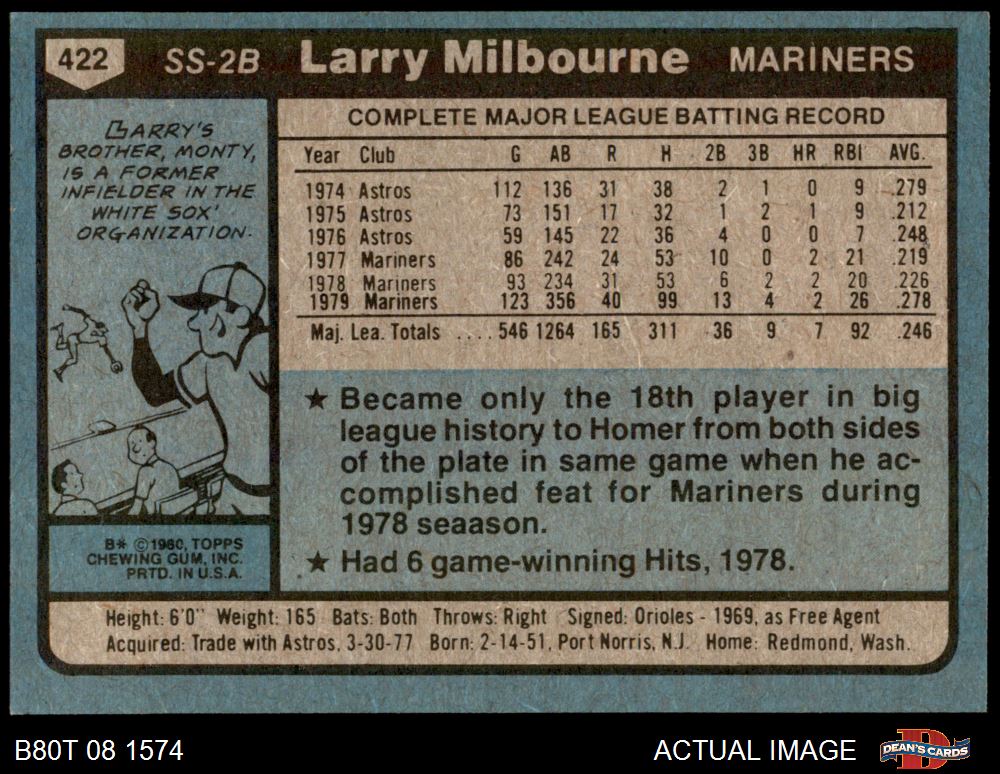 422 SS-2B Larry Milbourne MARINERS
LARRY'S
BROTHER, MONTY,
IS A FORMER
INFIELDER IN THE
WHITE SOX'
ORGANIZATION.
COMPLETE MAJOR LEAGUE BATTING RECORD
Year Club G AB R H 2B 3B HR RBI AVG.
1974 Astros 112 136 31 38 2 1 0 9 .279
1975 Astros 73 151 17 32 1 2 1 9 .212
1976 Astros 59 145 22 36 4 0 0 7 .248
1977 Mariners 86 242 24 53 10 0 2 21 .219
1978 Mariners 93 234 31 53 6 2 2 20 .226
1979 Mariners 123 356 40 99 13 4 2 26 .278
Maj. Lea. Totals .... 546 1264 165 311 36 9 7 92 .246
★ Became only the 18th player in big
league history to Homer from both sides
of the plate in same game when he ac-
complished feat for Mariners during
1978 seaason.
★ Had 6 game-winning Hits, 1978.
B* © 1980, TOPPS
CHEWING GUM, INC.
PRTD. IN U.S.A.
Height: 6'0" Weight: 165 Bats: Both Throws: Right Signed: Orioles - 1969, as Free Agent
Acquired: Trade with Astros, 3-30-77 Born: 2-14-51, Port Norris, N.J. Home: Redmond, Wash.
B80T 08 1574 ACTUAL IMAGE DEAN'S CARDS